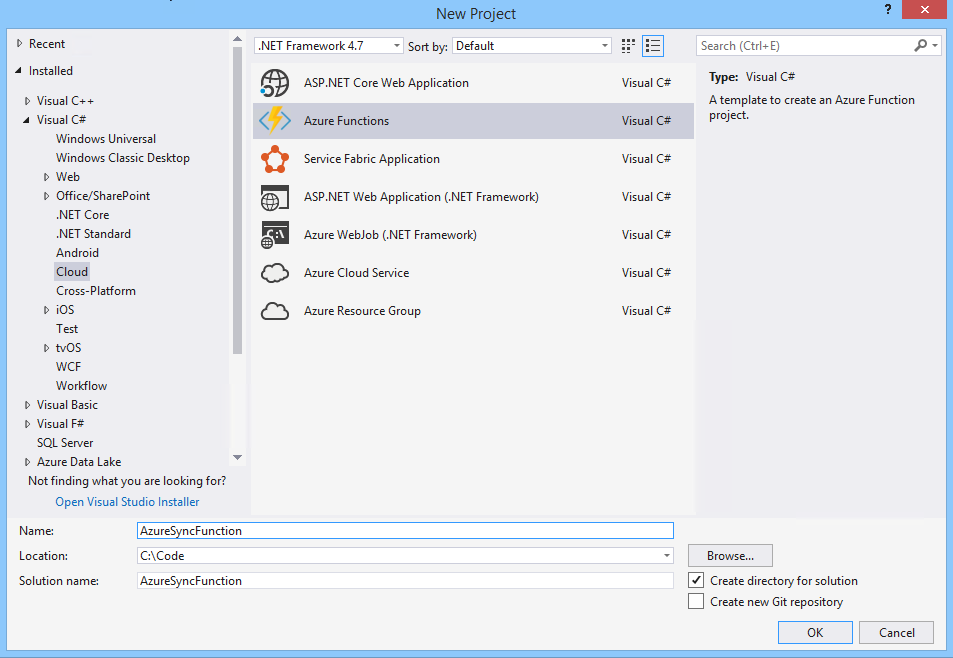 New Project
?
Recent
Installed
Visual C++
Visual C#
Windows Universal
Windows Classic Desktop
Web
Office/SharePoint
.NET Core
.NET Standard
Android
Cloud
Cross-Platform
iOS
Test
tvOS
WCF
Workflow
Visual Basic
Visual F#
SQL Server
Azure Data Lake
Not finding what you are looking for?
Open Visual Studio Installer
.NET Framework 4.7 Sort by: Default
ASP.NET Core Web Application Visual C#
Azure Functions Visual C#
Service Fabric Application Visual C#
ASP.NET Web Application (.NET Framework) Visual C#
Azure WebJob (.NET Framework) Visual C#
Azure Cloud Service Visual C#
Azure Resource Group Visual C#
Search (Ctrl+E)
Type: Visual C#
A template to create an Azure Function
project.
Name: AzureSyncFunction
Location: C:\Code Browse...
Solution name: AzureSyncFunction Create directory for solution
Create new Git repository
OK Cancel